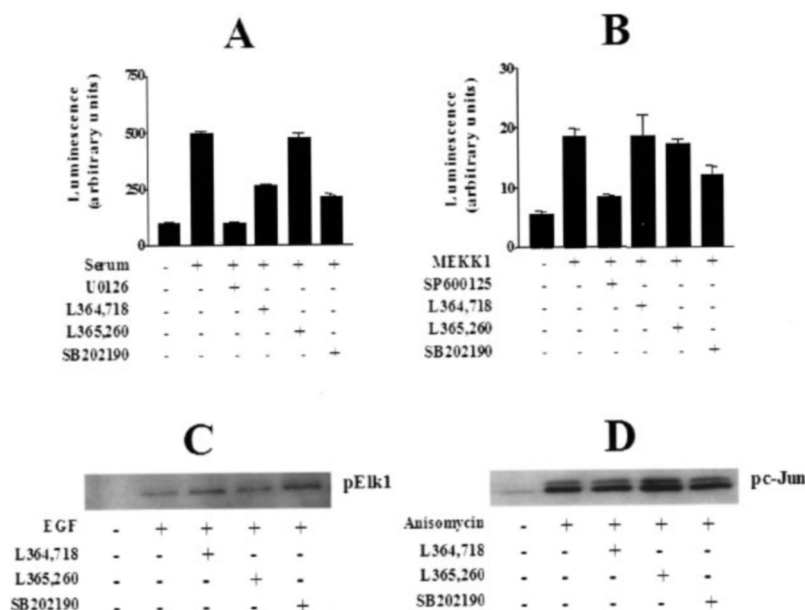 A
Luminescence
(arbitrary units)
750
500
250
0
Serum - + + + + +
U0126 - - + - - -
L364,718 - - - + - -
L365,260 - - - - + -
SB202190 - - - - - +
B
Luminescence
(arbitrary units)
30
20
10
0
MEKK1 - + + + + +
SP600125 - - + - - -
L364,718 - - - + - -
L365,260 - - - - + -
SB202190 - - - - - +
C
pElk1
EGF - + + + +
L364,718 - - + - -
L365,260 - - - + -
SB202190 - - - - +
D
pc-Jun
Anisomycin - + + + +
L364,718 - - + - -
L365,260 - - - + -
SB202190 - - - - +